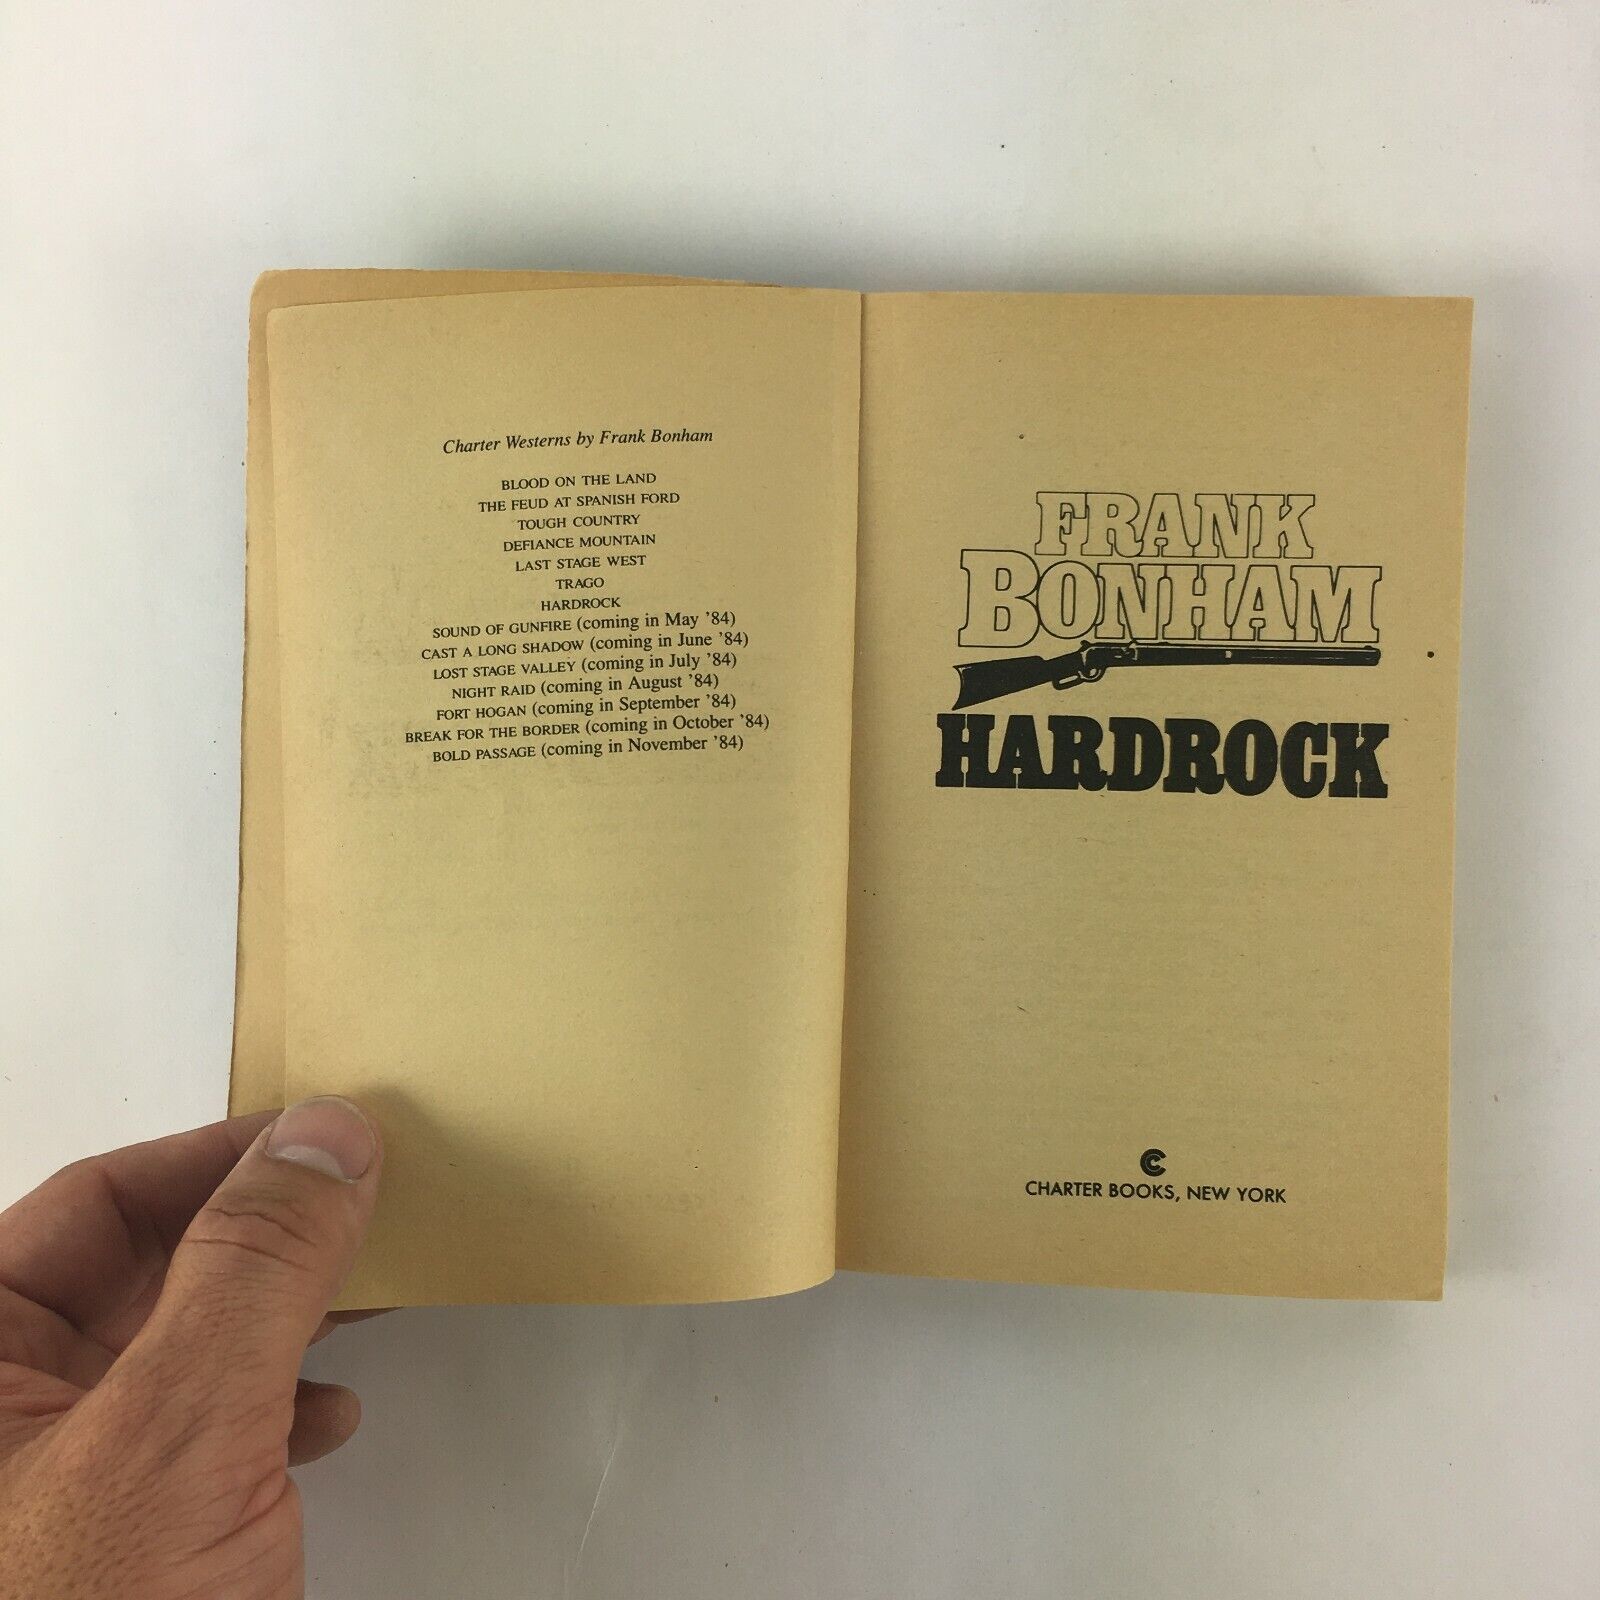 Charter Westerns by Frank Bonham
BLOOD ON THE LAND
THE FEUD AT SPANISH FORD
TOUGH COUNTRY
DEFIANCE MOUNTAIN
LAST STAGE WEST
TRAGO
HARDROCK
SOUND OF GUNFIRE (coming in May ’84)
CAST A LONG SHADOW (coming in June ’84)
LOST STAGE VALLEY (coming in July ’84)
NIGHT RAID (coming in August ’84)
FORT HOGAN (coming in September ’84)
BREAK FOR THE BORDER (coming in October ’84)
BOLD PASSAGE (coming in November ’84)
FRANK
BONHAM
HARDROCK
CHARTER BOOKS, NEW YORK